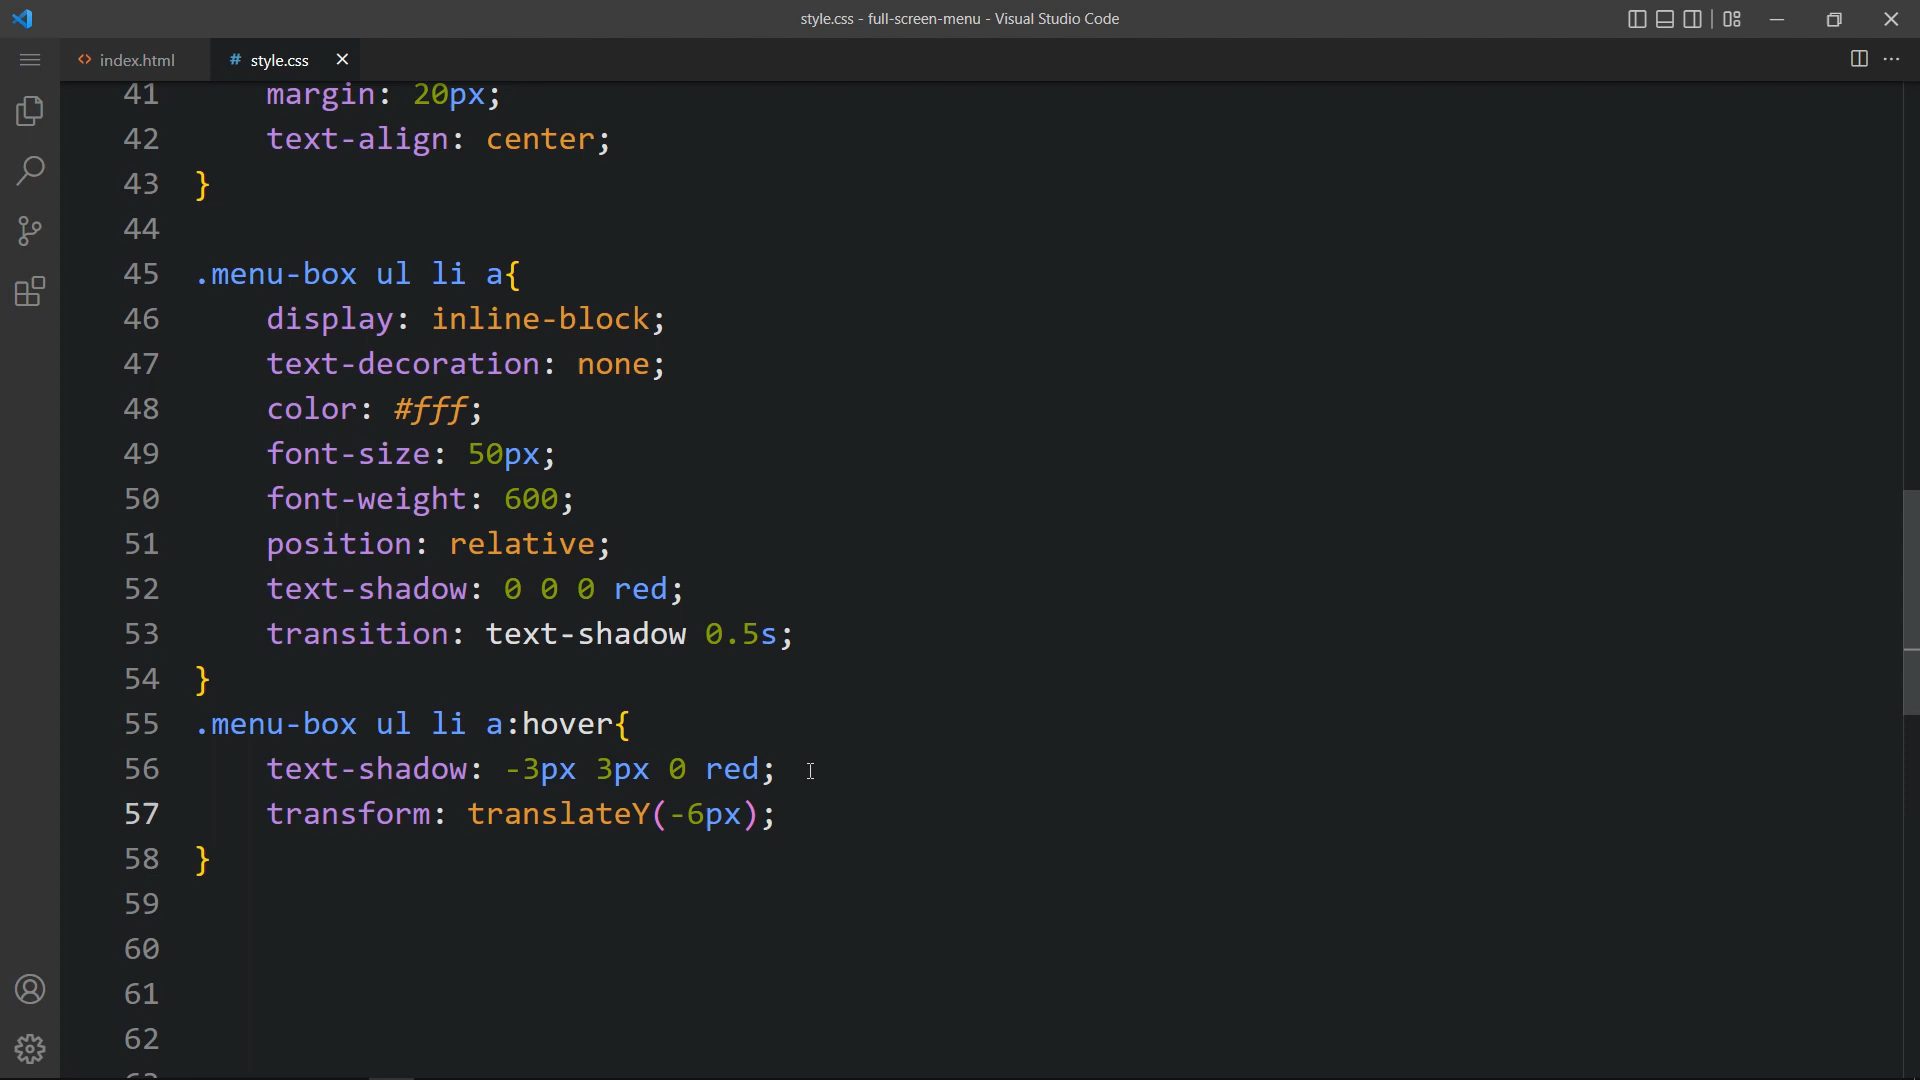 style.css - full-screen-menu - Visual Studio Code
<> index.html
# style.css
41 margin: 20px;
42 text-align: center;
43 }
44
45 .menu-box ul li a{
46 display: inline-block;
47 text-decoration: none;
48 color: #fff;
49 font-size: 50px;
50 font-weight: 600;
51 position: relative;
52 text-shadow: 0 0 0 red;
53 transition: text-shadow 0.5s;
54 }
55 .menu-box ul li a:hover{
56 text-shadow: -3px 3px 0 red;
57 transform: translateY(-6px);
58 }
59
60
61
62